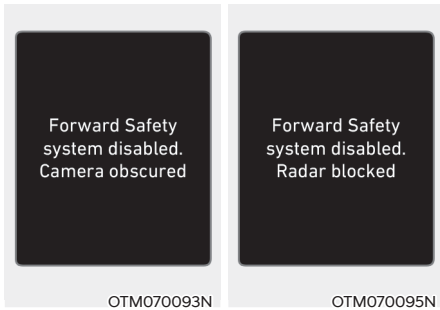 Forward Safety
system disabled.
Camera obscured
OTM070093N
Forward Safety
system disabled.
Radar blocked
OTM070095N